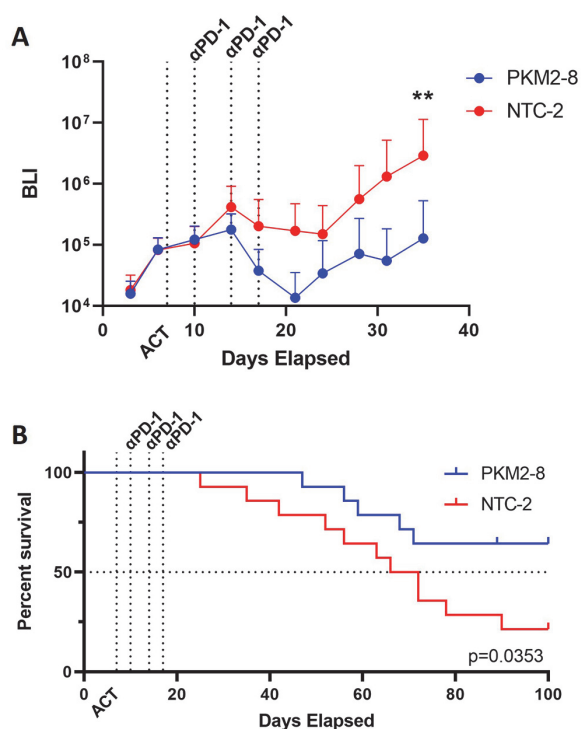 A
αPD-1
αPD-1
αPD-1
10⁸
10⁷
10⁶
10⁵
10⁴
BLI
**
PKM2-8
NTC-2
0
10
20
30
40
ACT
Days Elapsed
B
αPD-1
αPD-1
αPD-1
100
50
0
Percent survival
PKM2-8
NTC-2
p=0.0353
0
20
40
60
80
100
ACT
Days Elapsed